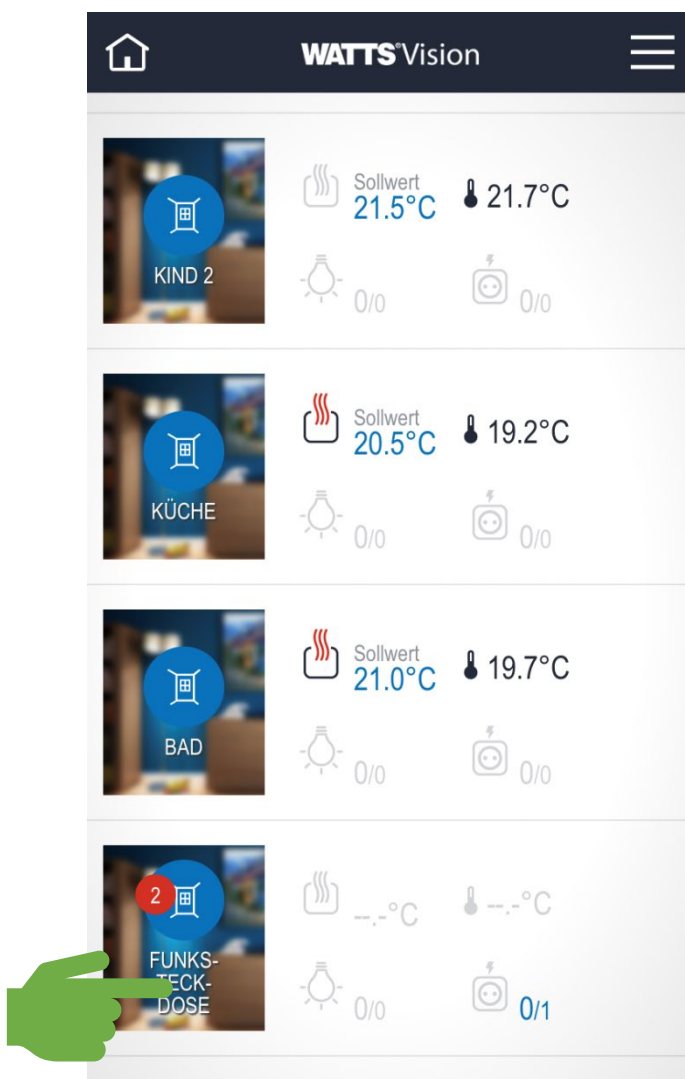 WATTS®Vision
Sollwert
21.5°C
21.7°C
KIND 2
0/0
0/0
Sollwert
20.5°C
19.2°C
KÜCHE
0/0
0/0
Sollwert
21.0°C
19.7°C
BAD
0/0
0/0
2
--.-°C
--.-°C
FUNKS-
TECK-
DOSE
0/0
0/1